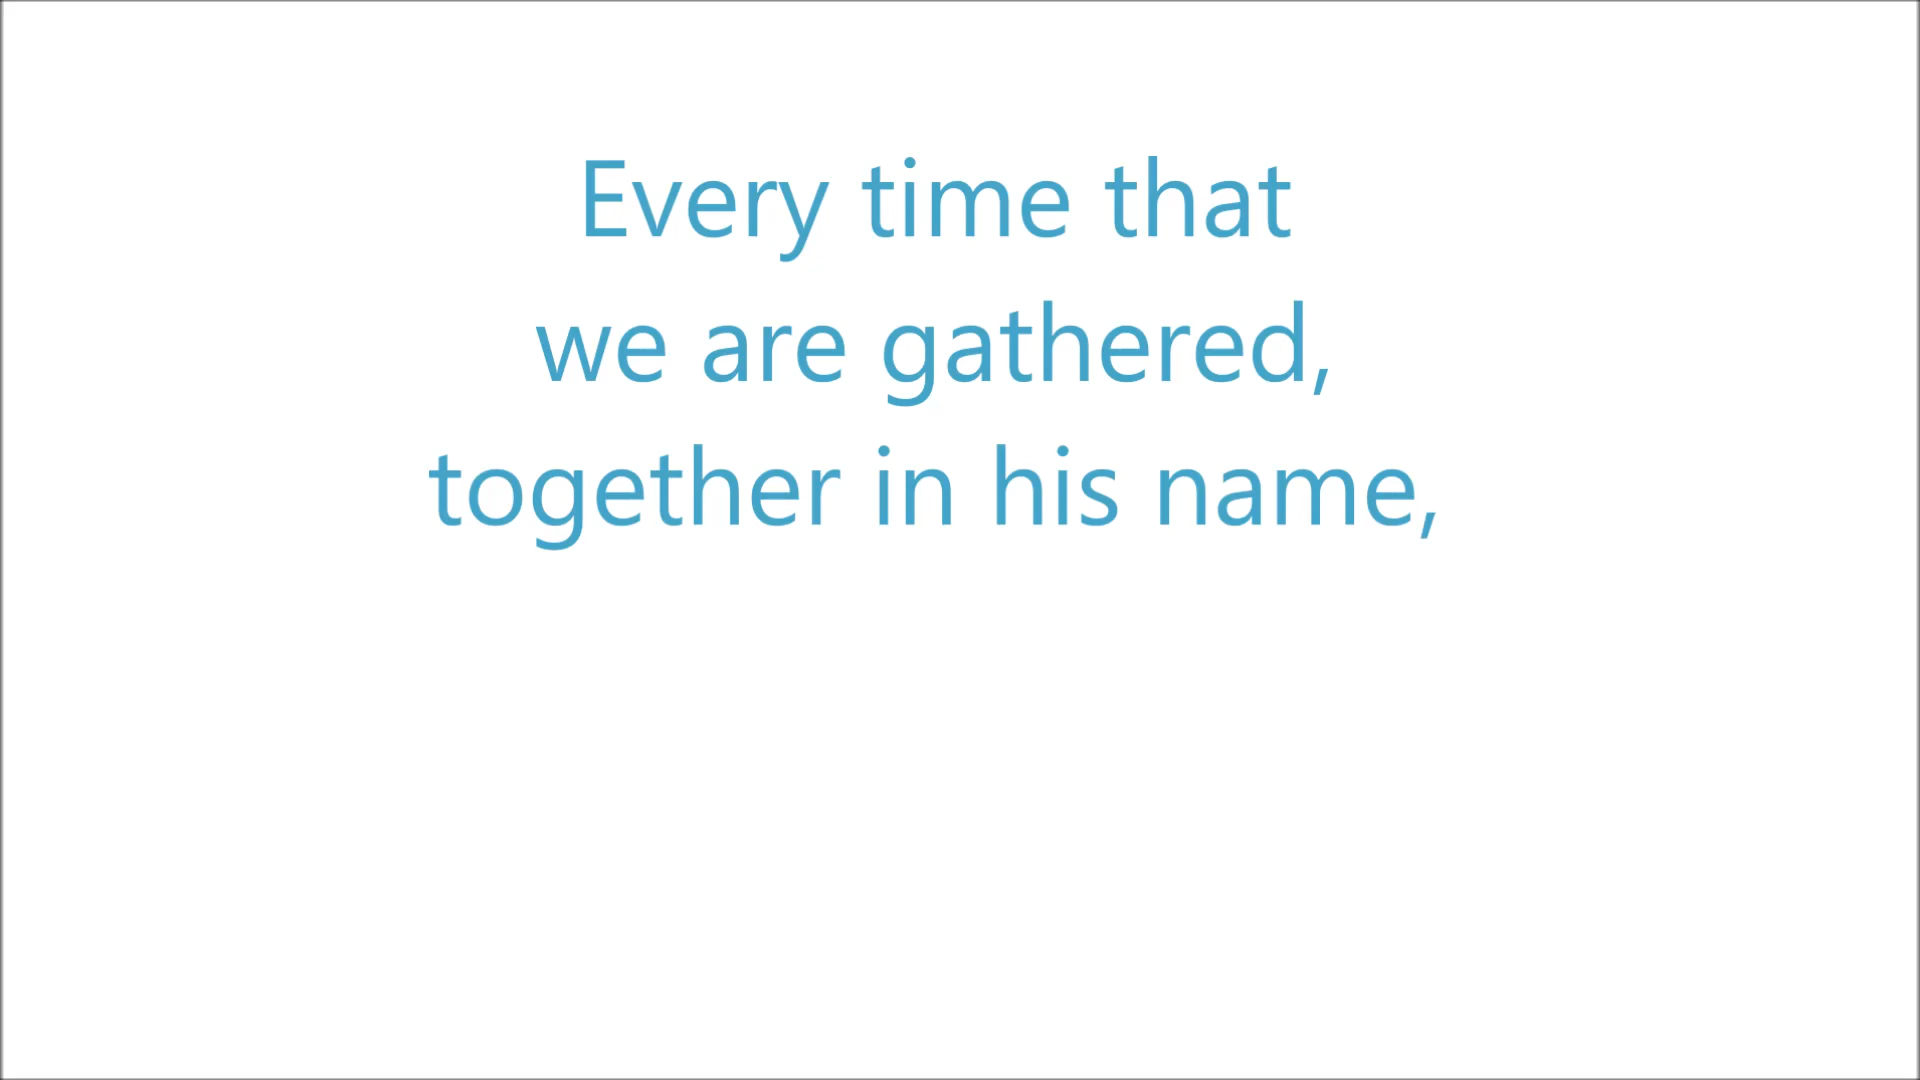 Every time that
we are gathered,
together in his name,